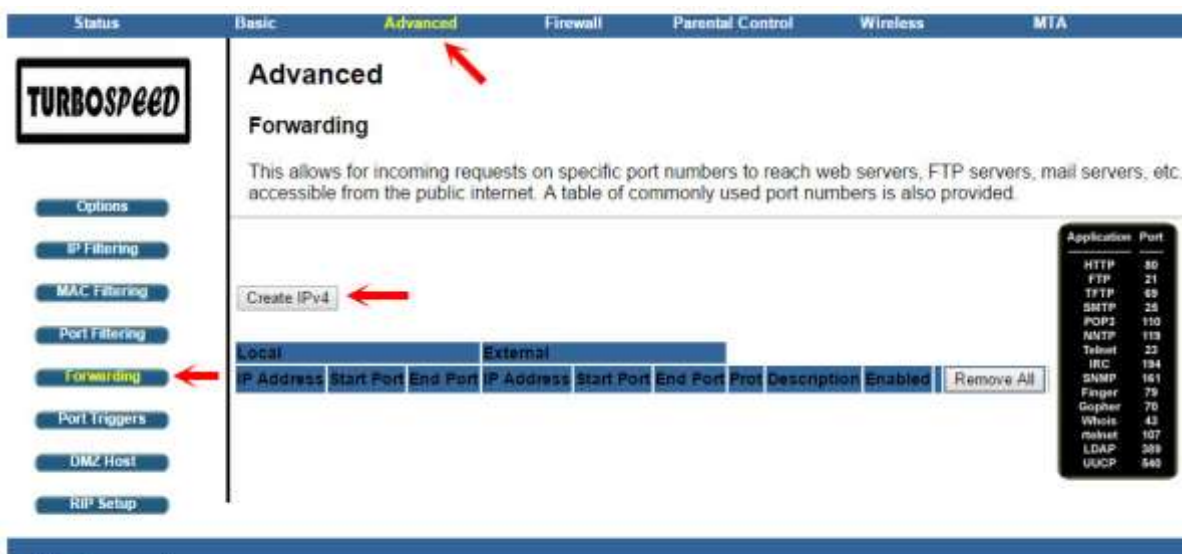 Status Basic Advanced Firewall Parental Control Wireless MTA
TURBOSPEED
Advanced
Forwarding
This allows for incoming requests on specific port numbers to reach web servers, FTP servers, mail servers, etc.
accessible from the public internet. A table of commonly used port numbers is also provided.
Options
IP Filtering
MAC Filtering
Port Filtering
Forwarding
Port Triggers
DMZ Host
RIP Setup
Create IPv4
Local External
IP Address Start Port End Port IP Address Start Port End Port Prot Description Enabled Remove All
Application Port
HTTP 80
FTP 21
TFTP 69
SMTP 25
POP3 110
NNTP 119
Telnet 23
IRC 194
SNMP 161
Finger 79
Gopher 70
Whois 43
rtelnet 107
LDAP 389
UUCP 540